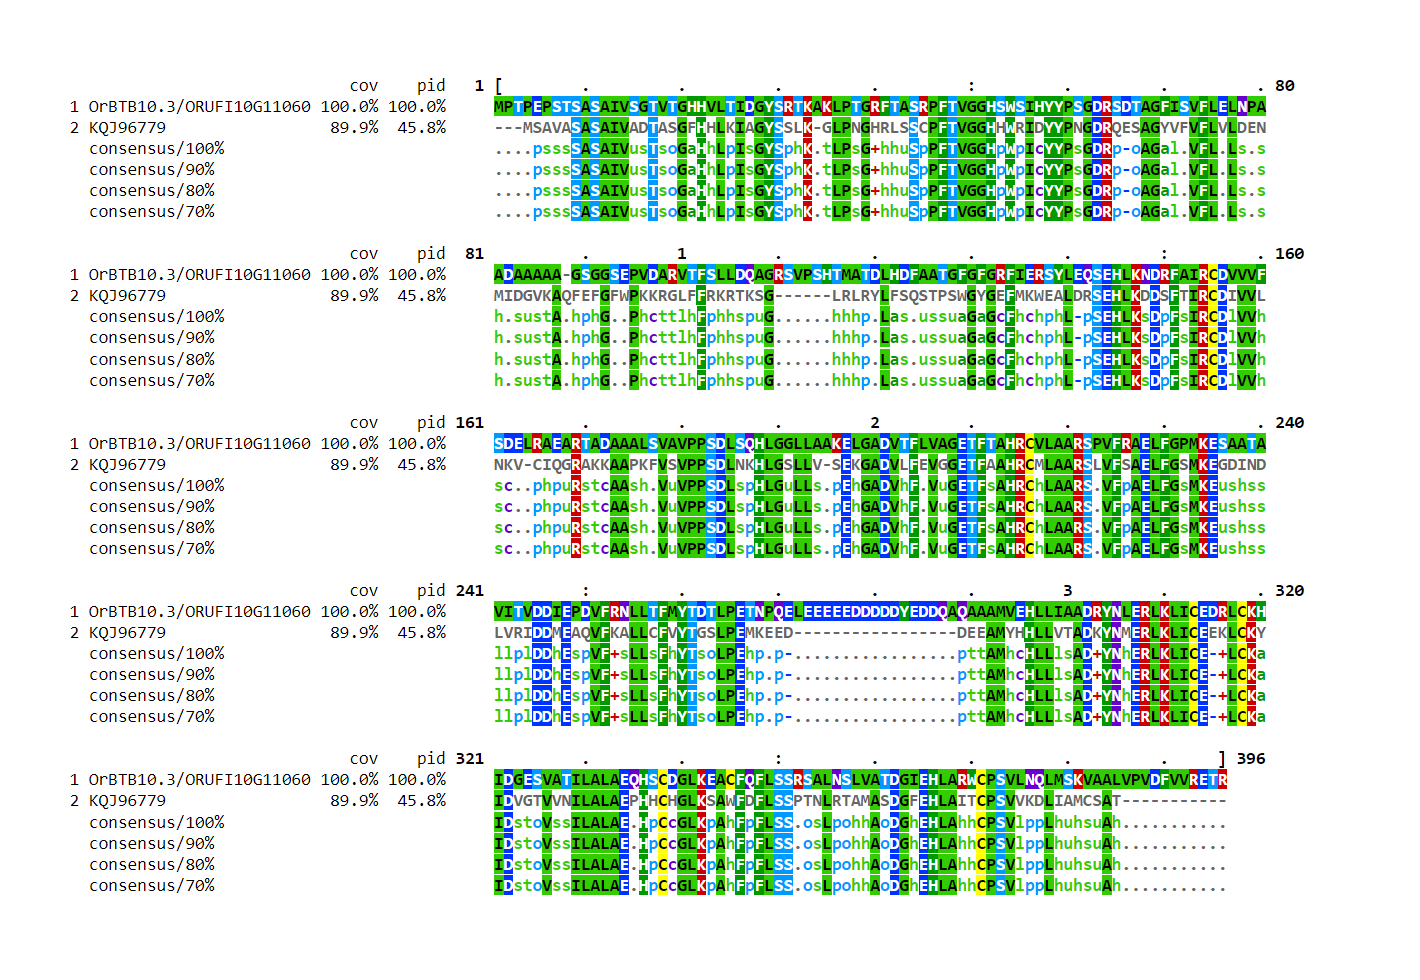 cov pid 1 [ . . . . : . . . 80
1 OrBTB10.3/ORUFI10G11060 100.0% 100.0% MPTPEPSTSASAIVSGTVTGHHVLTIDGYSRTKAKLPTGRFTASRPFTVGGHSWSIHYYPSGDRSDTAGFISVFLELNPA
2 KQJ96779 89.9% 45.8% ---MSAVASASAIVADTASGFHHLKIAGYSSLK-GLPNGHRLSSCPFTVGGHHWRIDYYPNGDRQESAGYVFVFLVLDEN
consensus/100% ....psssSASAIVusTsoGaHhLpIsGYSphK.tLPsG+hhuSpPFTVGGHpWpIcYYPsGDRp-oAGal.VFL.Ls.s
consensus/90% ....psssSASAIVusTsoGaHhLpIsGYSphK.tLPsG+hhuSpPFTVGGHpWpIcYYPsGDRp-oAGal.VFL.Ls.s
consensus/80% ....psssSASAIVusTsoGaHhLpIsGYSphK.tLPsG+hhuSpPFTVGGHpWpIcYYPsGDRp-oAGal.VFL.Ls.s
consensus/70% ....psssSASAIVusTsoGaHhLpIsGYSphK.tLPsG+hhuSpPFTVGGHpWpIcYYPsGDRp-oAGal.VFL.Ls.s
cov pid 81 . 1 . . . . : . 160
1 OrBTB10.3/ORUFI10G11060 100.0% 100.0% ADAAAAA-GSGGSEPVDARVTFSLLDQAGRSVPSHTMATDLHDFAATGFGFGRFIERSYLEQSEHLKNDRFAIRCDVVVF
2 KQJ96779 89.9% 45.8% MIDGVKAQFEFGFWPKKRGLFFRKRTKSG------LRLRYLFSQSTPSWGYGEFMKWEALDRSEHLKDDSFTIRCDIVVL
consensus/100% h.sustA.hphG..PhcttlhFphhspuG......hhhp.Las.ussuaGaGcFhchphL-pSEHLKsDpFsIRCDlVVh
consensus/90% h.sustA.hphG..PhcttlhFphhspuG......hhhp.Las.ussuaGaGcFhchphL-pSEHLKsDpFsIRCDlVVh
consensus/80% h.sustA.hphG..PhcttlhFphhspuG......hhhp.Las.ussuaGaGcFhchphL-pSEHLKsDpFsIRCDlVVh
consensus/70% h.sustA.hphG..PhcttlhFphhspuG......hhhp.Las.ussuaGaGcFhchphL-pSEHLKsDpFsIRCDlVVh
cov pid 161 . . . 2 . . . . 240
1 OrBTB10.3/ORUFI10G11060 100.0% 100.0% SDELRAEARTADAAALSVAVPPSDLSQHLGGLLAAKELGADVTFLVAGETFTAHRCVLAARSPVFRAELFGPMKESAATA
2 KQJ96779 89.9% 45.8% NKV-CIQGRAKKAAPKFVSVPPSDLNKHLGSLLV-SEKGADVLFEVGGETFAAHRCMLAARSLVFSAELFGSMKEGDIND
consensus/100% sc..phpuRstcAAsh.VuVPPSDLspHLGuLLs.pEhGADVhF.VuGETFsAHRChLAARS.VFpAELFGsMKEushss
consensus/90% sc..phpuRstcAAsh.VuVPPSDLspHLGuLLs.pEhGADVhF.VuGETFsAHRChLAARS.VFpAELFGsMKEushss
consensus/80% sc..phpuRstcAAsh.VuVPPSDLspHLGuLLs.pEhGADVhF.VuGETFsAHRChLAARS.VFpAELFGsMKEushss
consensus/70% sc..phpuRstcAAsh.VuVPPSDLspHLGuLLs.pEhGADVhF.VuGETFsAHRChLAARS.VFpAELFGsMKEushss
cov pid 241 : . . . . 3 . . 320
1 OrBTB10.3/ORUFI10G11060 100.0% 100.0% VITVDDIEPDVFRNLLTFMYTDTLPETNPQELEEEEEDDDDDYEDDQAQAAAMVEHLLIAADRYNLERLKLICEDRLCKH
2 KQJ96779 89.9% 45.8% LVRIDDMEAQVFKALLCFVYTGSLPEMKEED-----------------DEEAMYHHLLVTADKYNMERLKLICEEKLCKY
consensus/100% llplDDhEspVF+sLLsFhYTsoLPEhp.p-.................pttAMhcHLLlsAD+YNhERLKLICE-+LCKa
consensus/90% llplDDhEspVF+sLLsFhYTsoLPEhp.p-.................pttAMhcHLLlsAD+YNhERLKLICE-+LCKa
consensus/80% llplDDhEspVF+sLLsFhYTsoLPEhp.p-.................pttAMhcHLLlsAD+YNhERLKLICE-+LCKa
consensus/70% llplDDhEspVF+sLLsFhYTsoLPEhp.p-.................pttAMhcHLLlsAD+YNhERLKLICE-+LCKa
cov pid 321 . . : . . . . ] 396
1 OrBTB10.3/ORUFI10G11060 100.0% 100.0% IDGESVATILALAEQHSCDGLKEACFQFLSSRSALNSLVATDGIEHLARWCPSVLNQLMSKVAALVPVDFVVRETR
2 KQJ96779 89.9% 45.8% IDVGTVVNILALAEPHHCHGLKSAWFDFLSSPTNLRTAMASDGFEHLAITCPSVVKDLIAMCSAT-----------
consensus/100% IDstoVssILALAE.HpCcGLKpAhFpFLSS.osLpohhAoDGhEHLAhhCPSVlppLhuhsuAh...........
consensus/90% IDstoVssILALAE.HpCcGLKpAhFpFLSS.osLpohhAoDGhEHLAhhCPSVlppLhuhsuAh...........
consensus/80% IDstoVssILALAE.HpCcGLKpAhFpFLSS.osLpohhAoDGhEHLAhhCPSVlppLhuhsuAh...........
consensus/70% IDstoVssILALAE.HpCcGLKpAhFpFLSS.osLpohhAoDGhEHLAhhCPSVlppLhuhsuAh...........